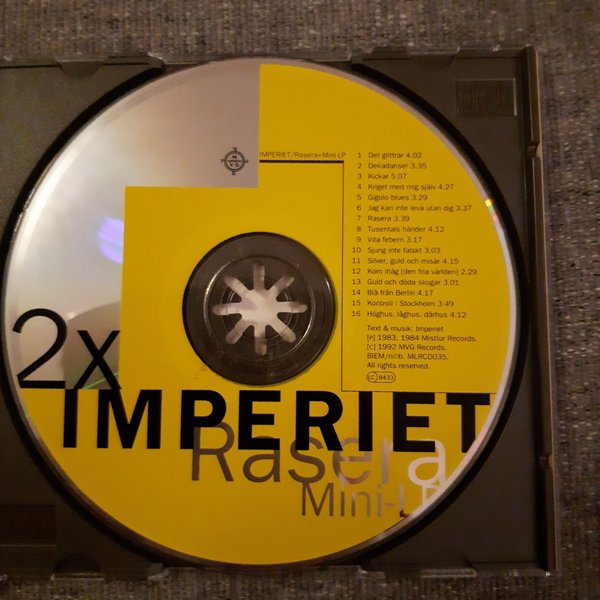 IMPERIET/Rasera+Mini-LP
1 Det glittrar 4.02
2 Dekadanser 3.35
3 Kickar 5.07
4 Kriget med mig själv 4.27
5 Gigolo blues 3.29
6 Jag kan inte leva utan dig 3.37
7 Rasera 3.39
8 Tusentals händer 4.12
9 Vita febern 3.17
10 Sjung inte falskt 3.03
11 Silver, guld och misär 4.15
12 Kom ihåg [den fria världen] 2.29
13 Guld och döda skogar 3.01
14 Blå från Berlin 4.17
15 Kontroll i Stockholm 3.49
16 Höghus, låghus, dårhus 4.12
Text & musik: Imperiet
[P] 1983, 1984 Mistlur Records.
[C] 1992 MVG Records.
BIEM/n©b. MLRCD035.
All rights reserved.
LC 8433
2x
IMPERIET
Rasera
Mini-LP